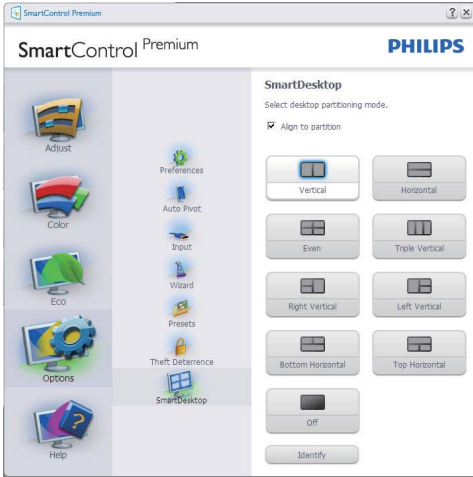 SmartControl Premium
SmartControl Premium
PHILIPS
Adjust
Color
Eco
Options
Help
Preferences
Auto Pivot
Input
Wizard
Presets
Theft Deterrence
SmartDesktop
SmartDesktop
Select desktop partitioning mode.
Align to partition
Vertical
Horizontal
Even
Triple Vertical
Right Vertical
Left Vertical
Bottom Horizontal
Top Horizontal
Off
Identify